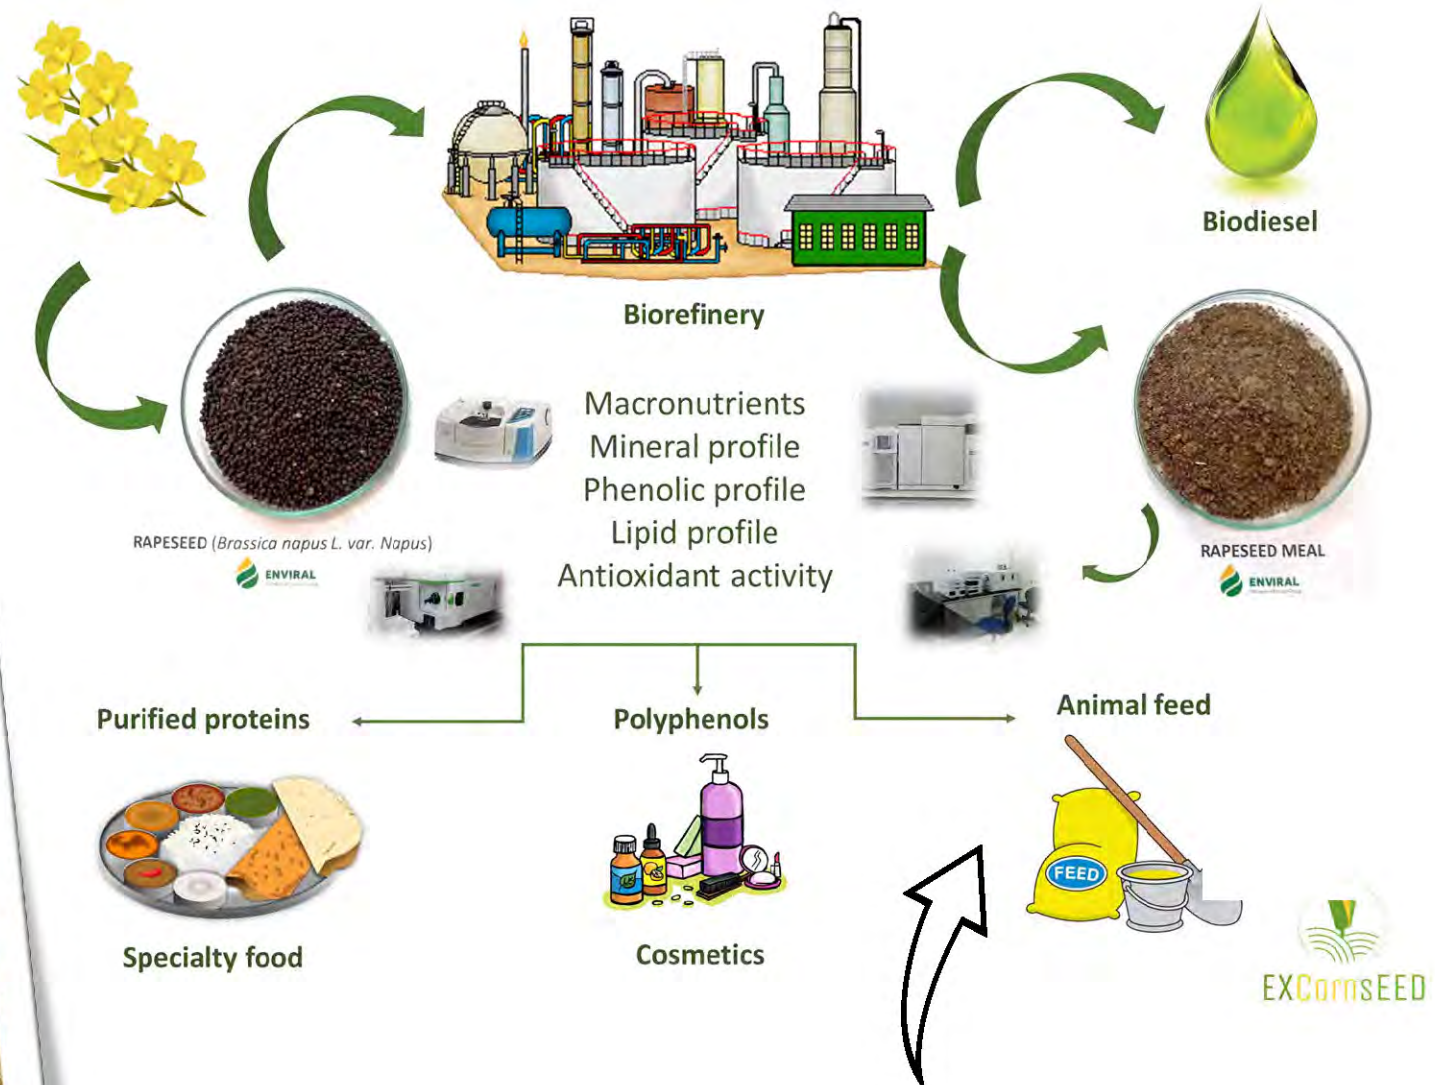 Biodiesel
Biorefinery
Macronutrients
Mineral profile
Phenolic profile
Lipid profile
Antioxidant activity
RAPESEED (Brassica napus L. var. Napus)
ENVIRAL
RAPESEED MEAL
ENVIRAL
Purified proteins
Polyphenols
Animal feed
FEED
Specialty food
Cosmetics
EXCornsEED